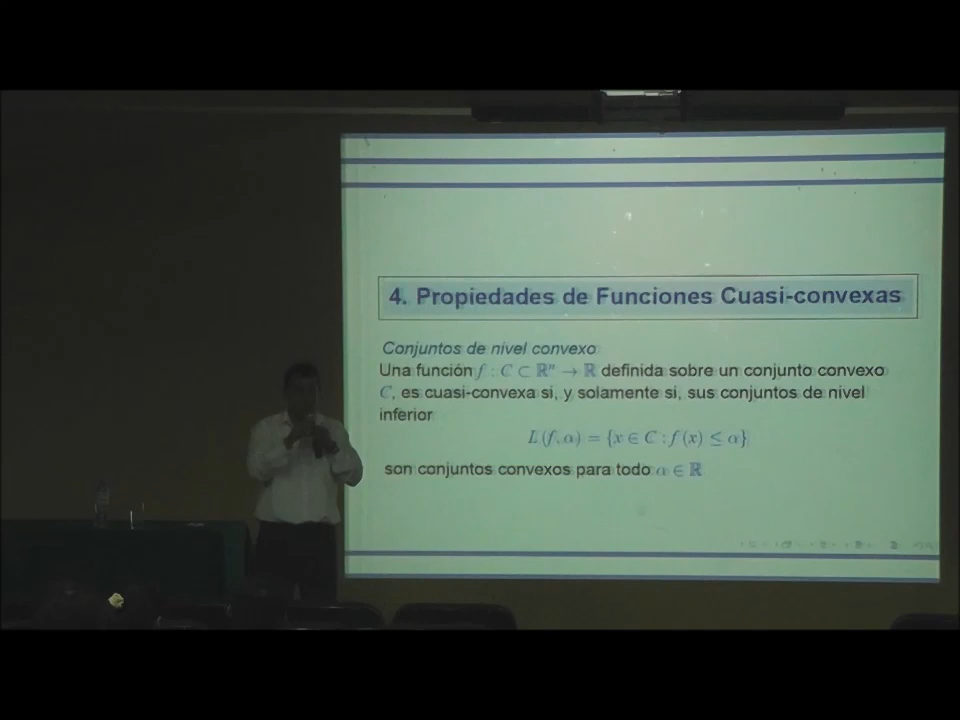 4. Propiedades de Funciones Cuasi-convexas
Conjuntos de nivel convexo
Una función f : C ⊂ ℝⁿ → ℝ definida sobre un conjunto convexo
C, es cuasi-convexa si, y solamente si, sus conjuntos de nivel
inferior
L(f, α) = {x ∈ C : f(x) ≤ α}
son conjuntos convexos para todo α ∈ ℝ